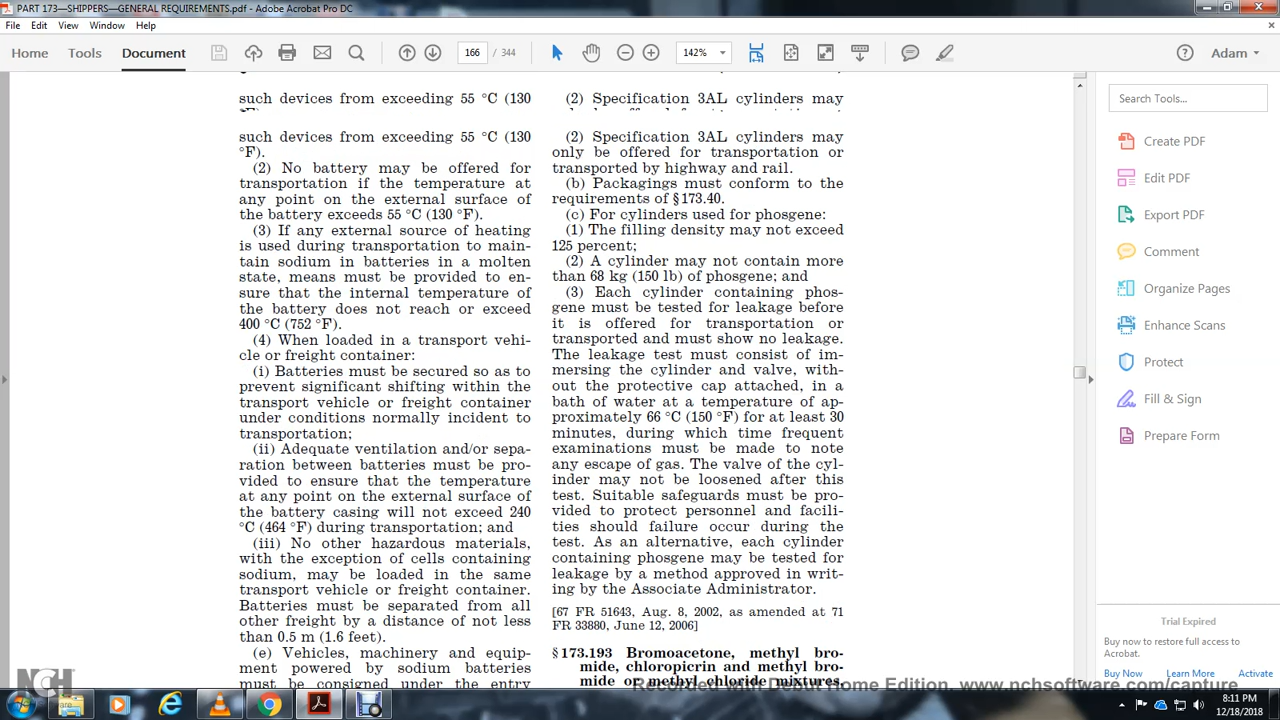 PART 173—SHIPPERS—GENERAL REQUIREMENTS.pdf - Adobe Acrobat Pro DC
File Edit View Window Help
Home Tools Document 166 / 344 142% Adam
such devices from exceeding 55 °C (130
such devices from exceeding 55 °C (130
°F).
(2) No battery may be offered for
transportation if the temperature at
any point on the external surface of
the battery exceeds 55 °C (130 °F).
(3) If any external source of heating
is used during transportation to main-
tain sodium in batteries in a molten
state, means must be provided to en-
sure that the internal temperature of
the battery does not reach or exceed
400 °C (752 °F).
(4) When loaded in a transport vehi-
cle or freight container:
(i) Batteries must be secured so as to
prevent significant shifting within the
transport vehicle or freight container
under conditions normally incident to
transportation;
(ii) Adequate ventilation and/or sepa-
ration between batteries must be pro-
vided to ensure that the temperature
at any point on the external surface of
the battery casing will not exceed 240
°C (464 °F) during transportation; and
(iii) No other hazardous materials,
with the exception of cells containing
sodium, may be loaded in the same
transport vehicle or freight container.
Batteries must be separated from all
other freight by a distance of not less
than 0.5 m (1.6 feet).
(e) Vehicles, machinery and equip-
ment powered by sodium batteries
must be consigned under the entry
(2) Specification 3AL cylinders may
(2) Specification 3AL cylinders may
only be offered for transportation or
transported by highway and rail.
(b) Packagings must conform to the
requirements of §173.40.
(c) For cylinders used for phosgene:
(1) The filling density may not exceed
125 percent;
(2) A cylinder may not contain more
than 68 kg (150 lb) of phosgene; and
(3) Each cylinder containing phos-
gene must be tested for leakage before
it is offered for transportation or
transported and must show no leakage.
The leakage test must consist of im-
mersing the cylinder and valve, with-
out the protective cap attached, in a
bath of water at a temperature of ap-
proximately 66 °C (150 °F) for at least 30
minutes, during which time frequent
examinations must be made to note
any escape of gas. The valve of the cyl-
inder may not be loosened after this
test. Suitable safeguards must be pro-
vided to protect personnel and facili-
ties should failure occur during the
test. As an alternative, each cylinder
containing phosgene may be tested for
leakage by a method approved in writ-
ing by the Associate Administrator.
[67 FR 51643, Aug. 8, 2002, as amended at 71
FR 33880, June 12, 2006]
§173.193 Bromoacetone, methyl bro-
mide, chloropicrin and methyl bro-
mide or methyl chloride mixtures.
Search Tools...
Create PDF
Edit PDF
Export PDF
Comment
Organize Pages
Enhance Scans
Protect
Fill & Sign
Prepare Form
Trial Expired
Buy now to restore full access to
Acrobat.
Buy Now Learn More Activate
NCH
Recorded with Debut Home Edition. www.nchsoftware.com/capture
8:11 PM
12/18/2018